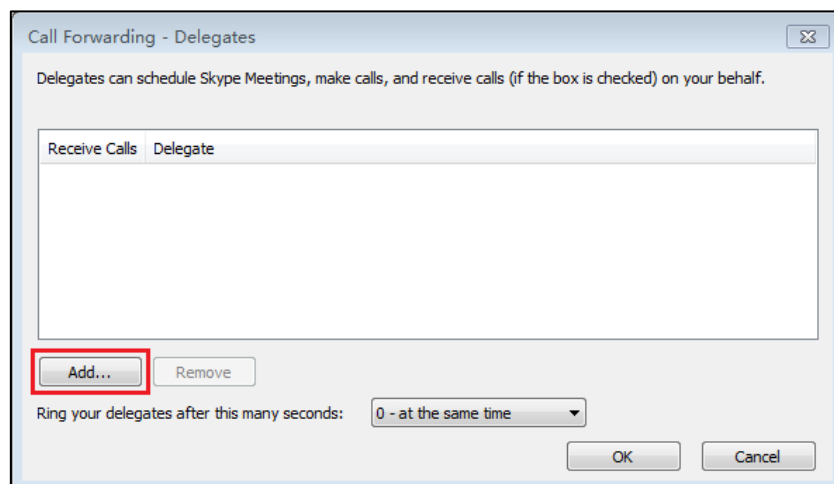 Call Forwarding - Delegates
Delegates can schedule Skype Meetings, make calls, and receive calls (if the box is checked) on your behalf.
Receive Calls Delegate
Add... Remove
Ring your delegates after this many seconds: 0 - at the same time
OK Cancel